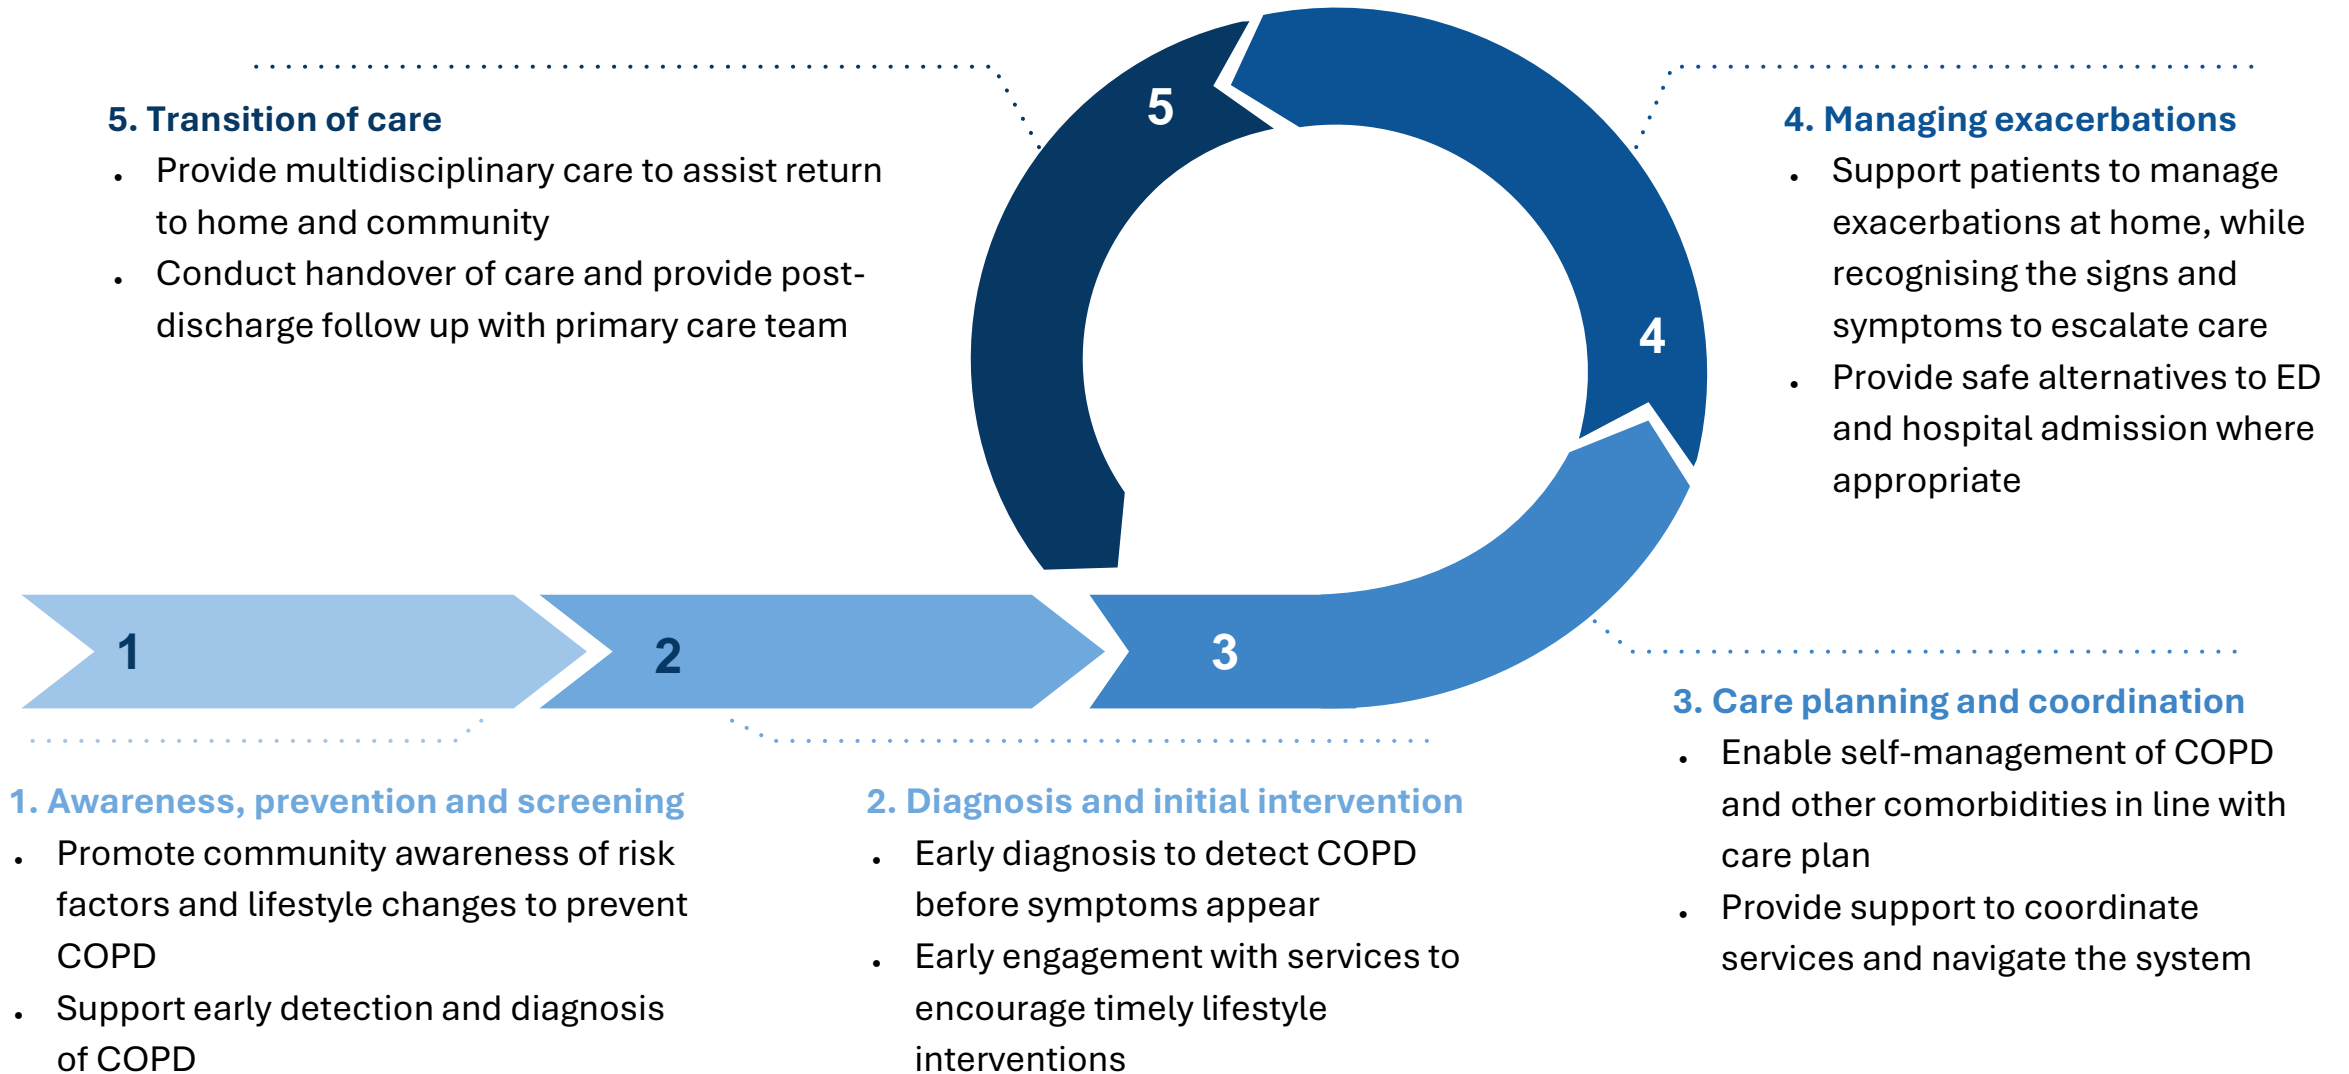 5. Transition of care
• Provide multidisciplinary care to assist return
to home and community
• Conduct handover of care and provide post-
discharge follow up with primary care team
5
4
4. Managing exacerbations
• Support patients to manage
exacerbations at home, while
recognising the signs and
symptoms to escalate care
• Provide safe alternatives to ED
and hospital admission where
appropriate
1
2
3
1. Awareness, prevention and screening
• Promote community awareness of risk
factors and lifestyle changes to prevent
COPD
• Support early detection and diagnosis
of COPD
2. Diagnosis and initial intervention
• Early diagnosis to detect COPD
before symptoms appear
• Early engagement with services to
encourage timely lifestyle
interventions
3. Care planning and coordination
• Enable self-management of COPD
and other comorbidities in line with
care plan
• Provide support to coordinate
services and navigate the system